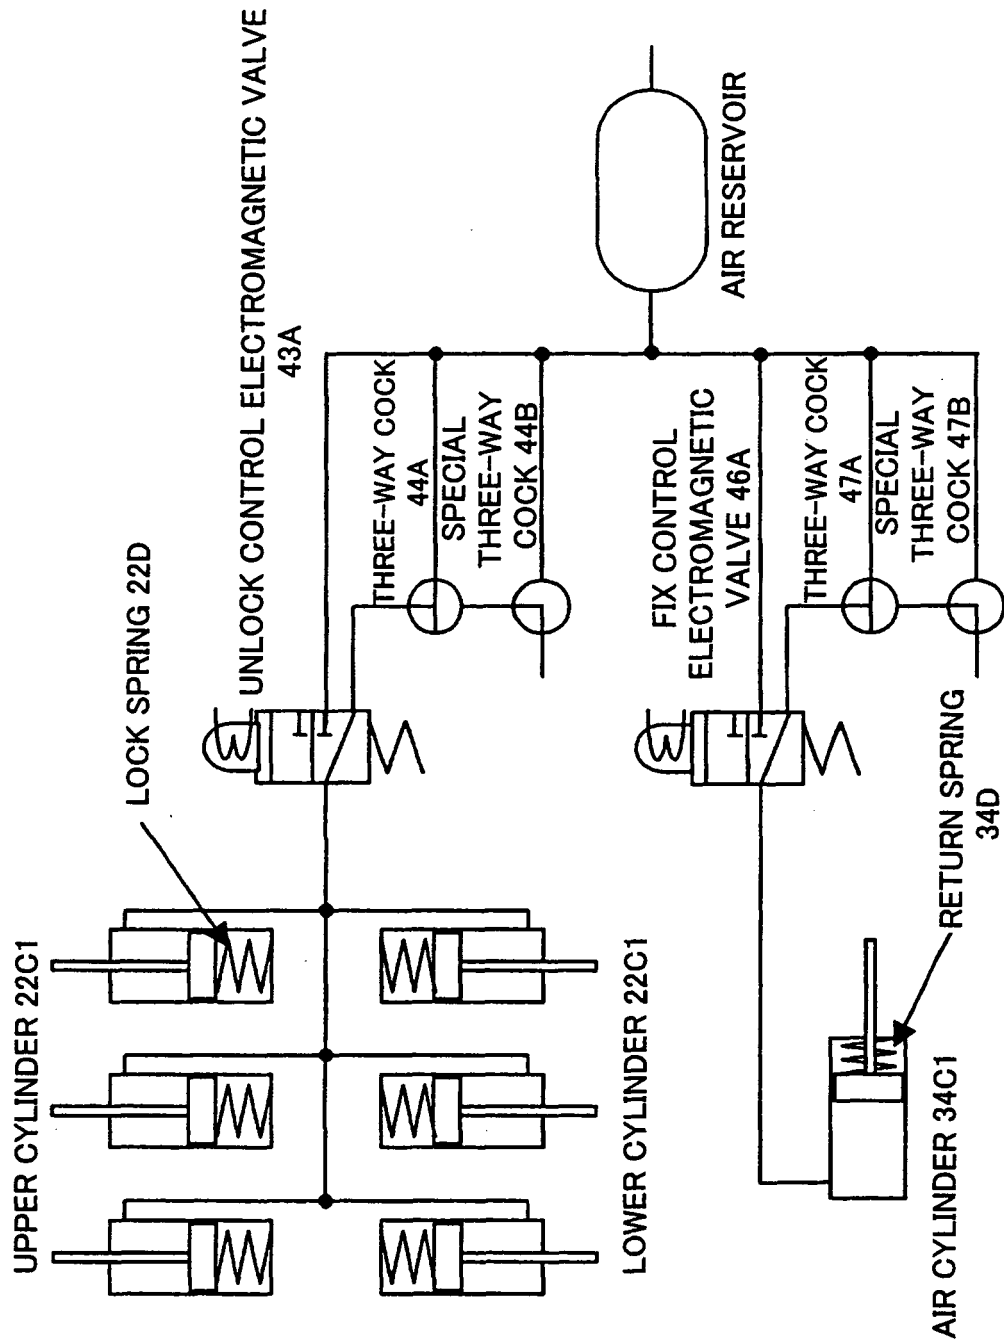 UPPER CYLINDER 22C1
LOCK SPRING 22D
UNLOCK CONTROL ELECTROMAGNETIC VALVE
43A
THREE-WAY COCK
44A
SPECIAL
THREE-WAY
COCK 44B
AIR RESERVOIR
LOWER CYLINDER 22C1
FIX CONTROL
ELECTROMAGNETIC
VALVE 46A
THREE-WAY COCK
47A
SPECIAL
THREE-WAY
COCK 47B
AIR CYLINDER 34C1
RETURN SPRING
34D